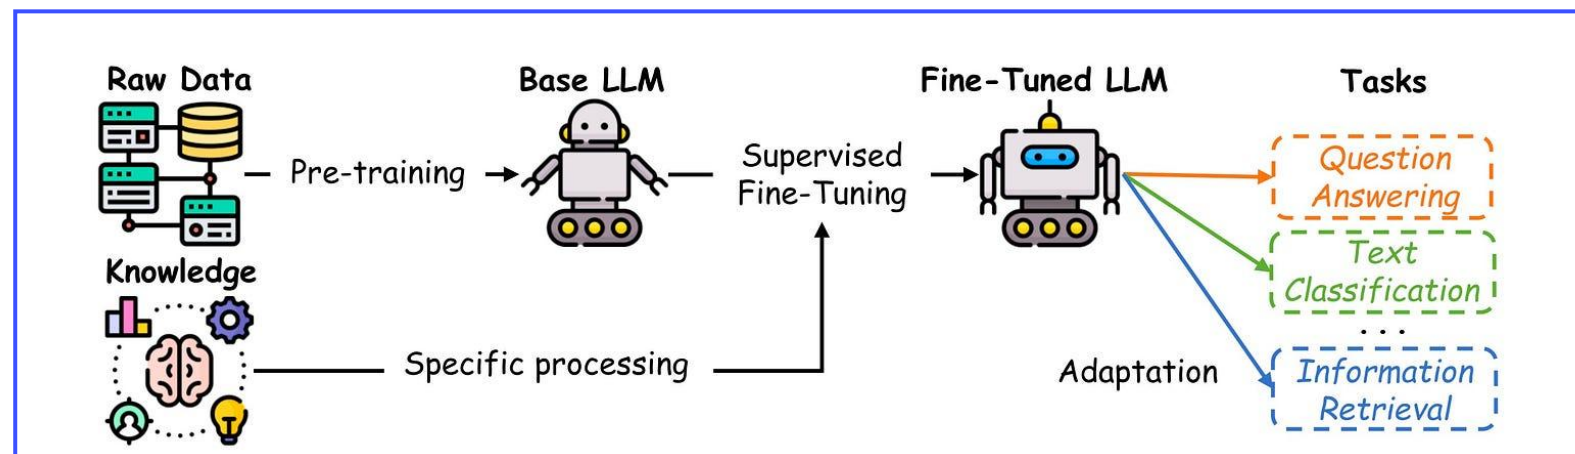 Raw Data
Base LLM
Fine-Tuned LLM
Tasks
Pre-training
Supervised
Fine-Tuning
Question
Answering
Text
Classification
...
Knowledge
Specific processing
Adaptation
Information
Retrieval